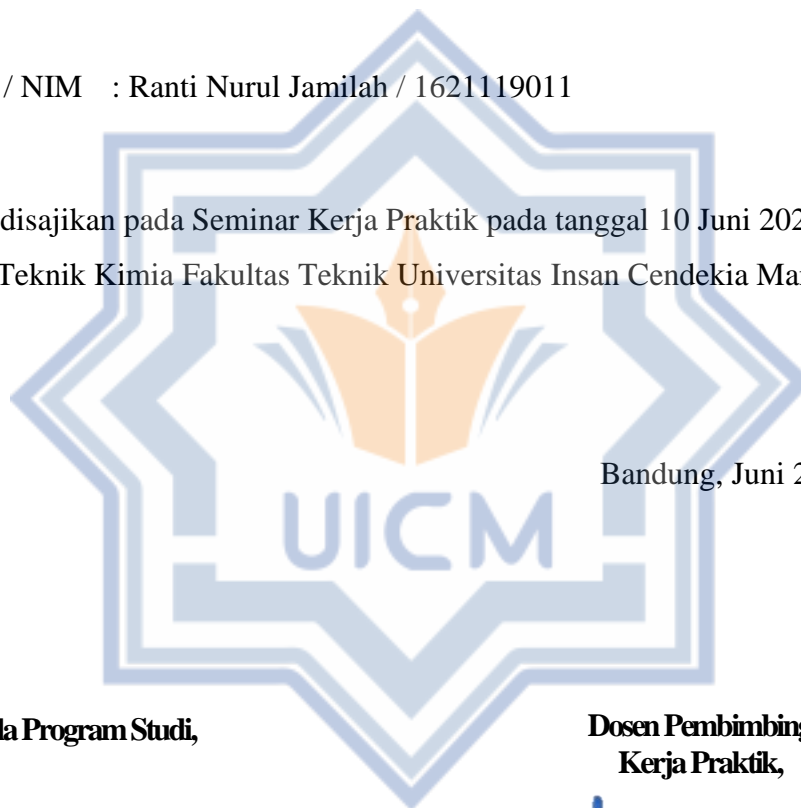 / NIM : Ranti Nurul Jamilah / 1621119011
disajikan pada Seminar Kerja Praktik pada tanggal 10 Juni 202
Teknik Kimia Fakultas Teknik Universitas Insan Cendekia Ma
Bandung, Juni 2
UICM
la Program Studi,
Dosen Pembimbing
Kerja Praktik,